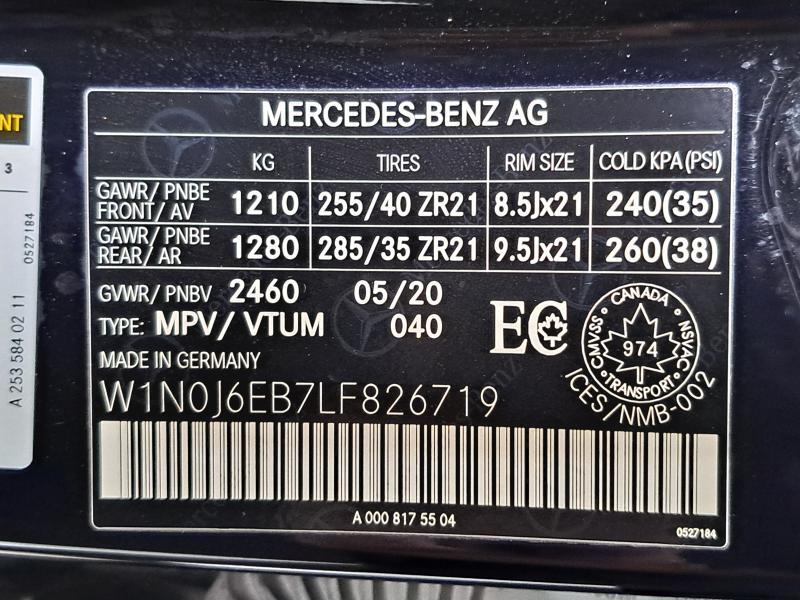 NT
3
0527184
A 253 584 02 11
MERCEDES-BENZ AG
KG TIRES RIM SIZE COLD KPA (PSI)
GAWR/ PNBE FRONT/ AV 1210 255/40 ZR21 8.5Jx21 240(35)
GAWR/ PNBE REAR/ AR 1280 285/35 ZR21 9.5Jx21 260(38)
GVWR/ PNBV 2460 05/20
TYPE: MPV/ VTUM 040
EC
CANADA
CMVSS 974 NSVAC
TRANSPORT
ICES/NMB-002
MADE IN GERMANY
W1N0J6EB7LF826719
A 000 817 55 04
0527184